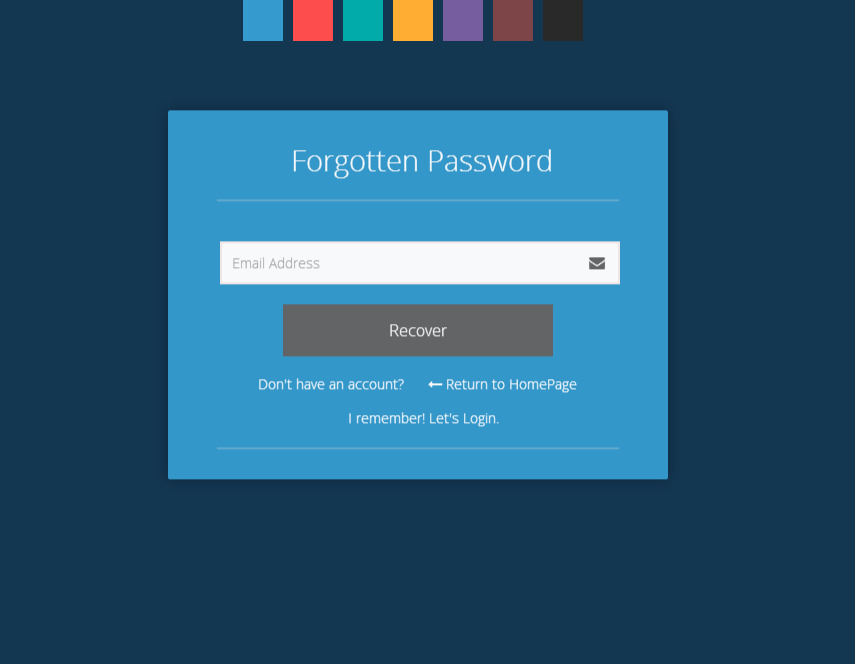 Forgotten Password
Email Address
Recover
Don't have an account? Return to HomePage
I remember! Let's Login.